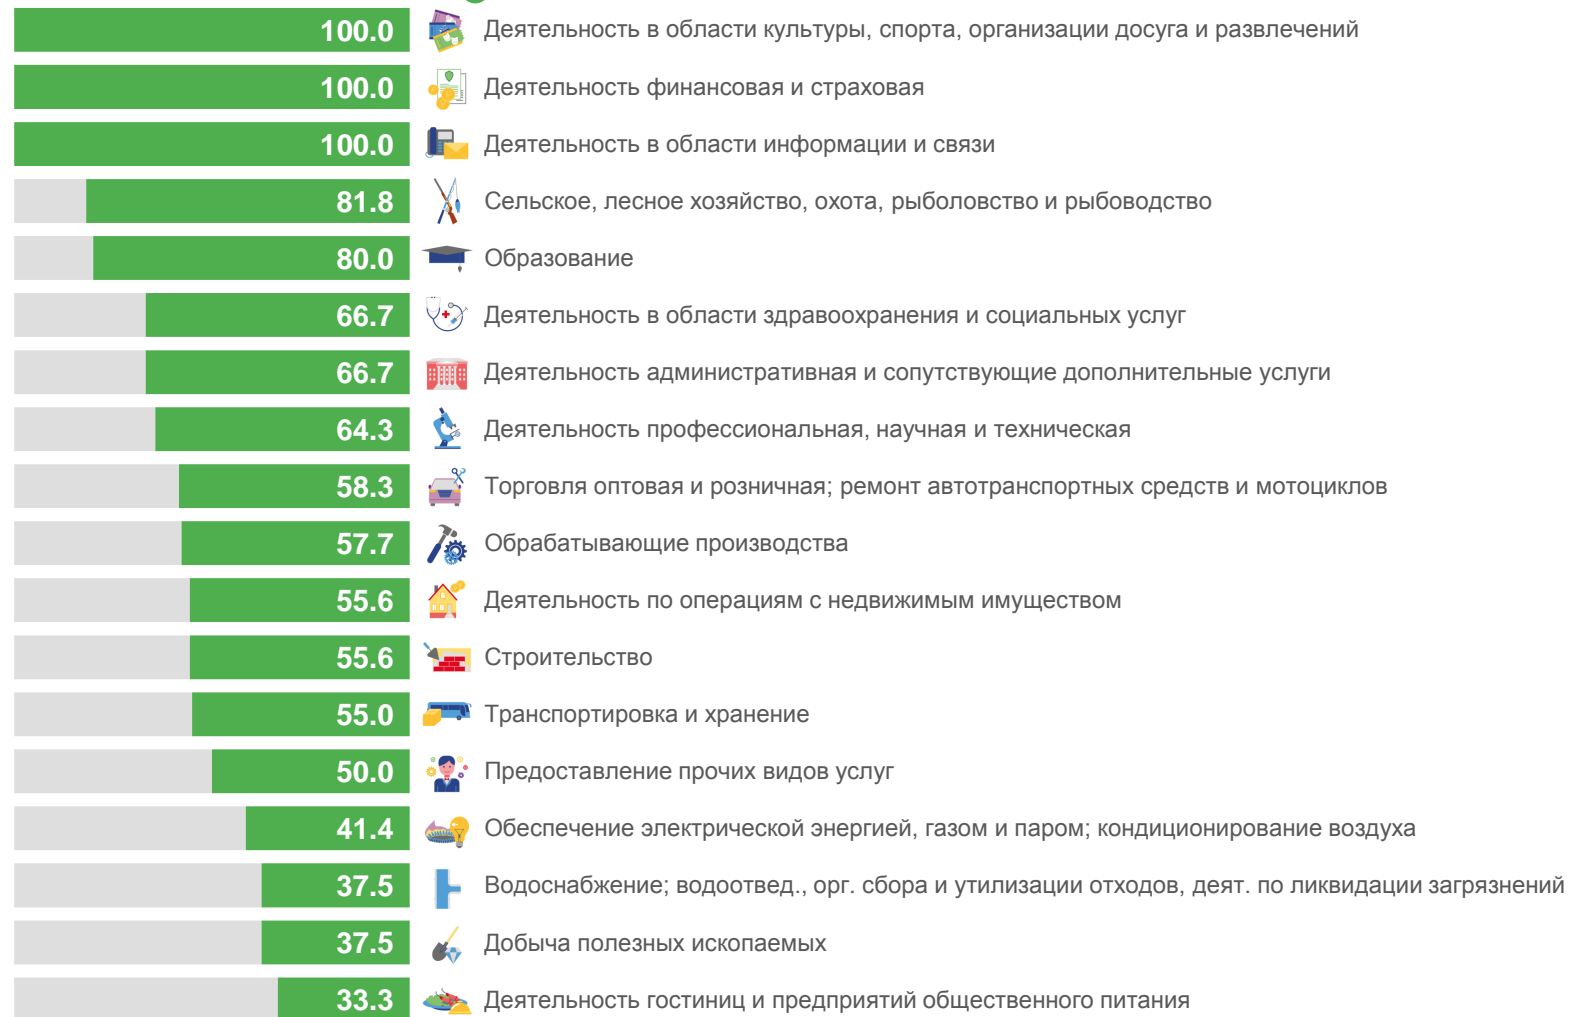 100.0 Деятельность в области культуры, спорта, организации досуга и развлечений
100.0 Деятельность финансовая и страховая
100.0 Деятельность в области информации и связи
81.8 Сельское, лесное хозяйство, охота, рыболовство и рыбоводство
80.0 Образование
66.7 Деятельность в области здравоохранения и социальных услуг
66.7 Деятельность административная и сопутствующие дополнительные услуги
64.3 Деятельность профессиональная, научная и техническая
58.3 Торговля оптовая и розничная; ремонт автотранспортных средств и мотоциклов
57.7 Обрабатывающие производства
55.6 Деятельность по операциям с недвижимым имуществом
55.6 Строительство
55.0 Транспортировка и хранение
50.0 Предоставление прочих видов услуг
41.4 Обеспечение электрической энергией, газом и паром; кондиционирование воздуха
37.5 Водоснабжение; водоотвед., орг. сбора и утилизации отходов, деят. по ликвидации загрязнений
37.5 Добыча полезных ископаемых
33.3 Деятельность гостиниц и предприятий общественного питания